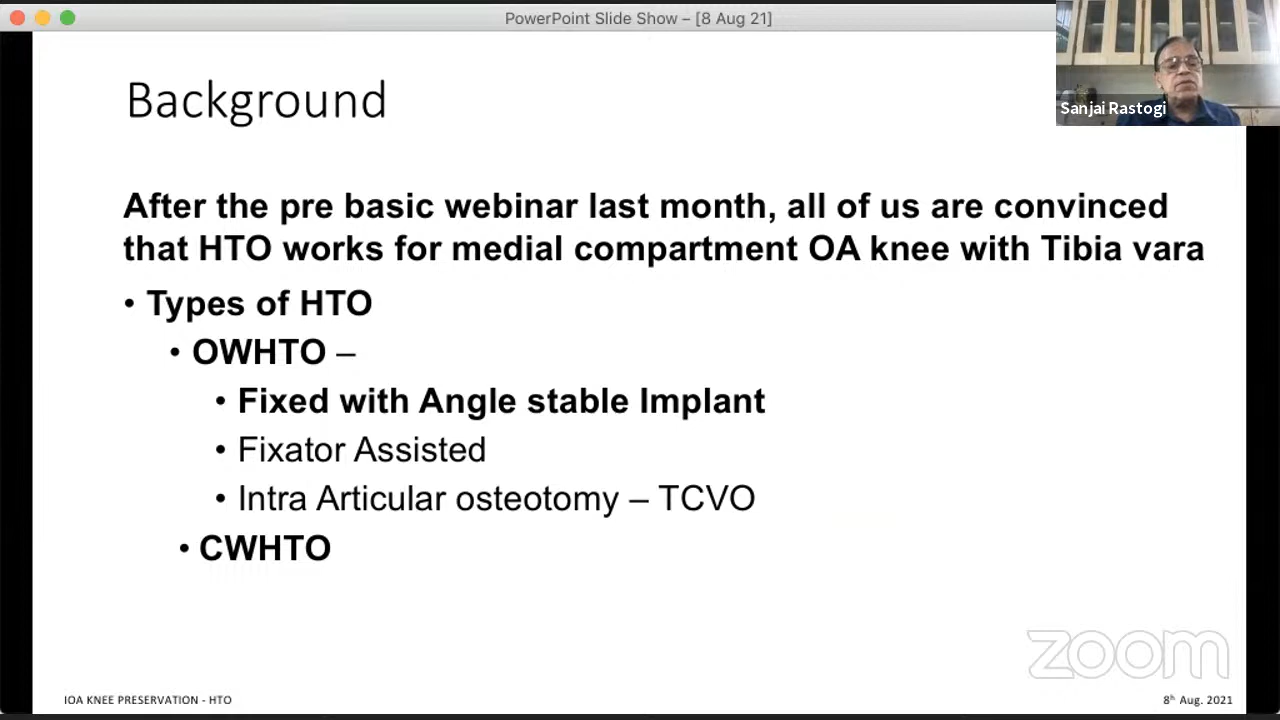 PowerPoint Slide Show – [8 Aug 21]
Sanjai Rastogi
Background
After the pre basic webinar last month, all of us are convinced
that HTO works for medial compartment OA knee with Tibia vara
• Types of HTO
• OWHTO –
• Fixed with Angle stable Implant
• Fixator Assisted
• Intra Articular osteotomy – TCVO
• CWHTO
zoom
IOA KNEE PRESERVATION - HTO
8h Aug. 2021